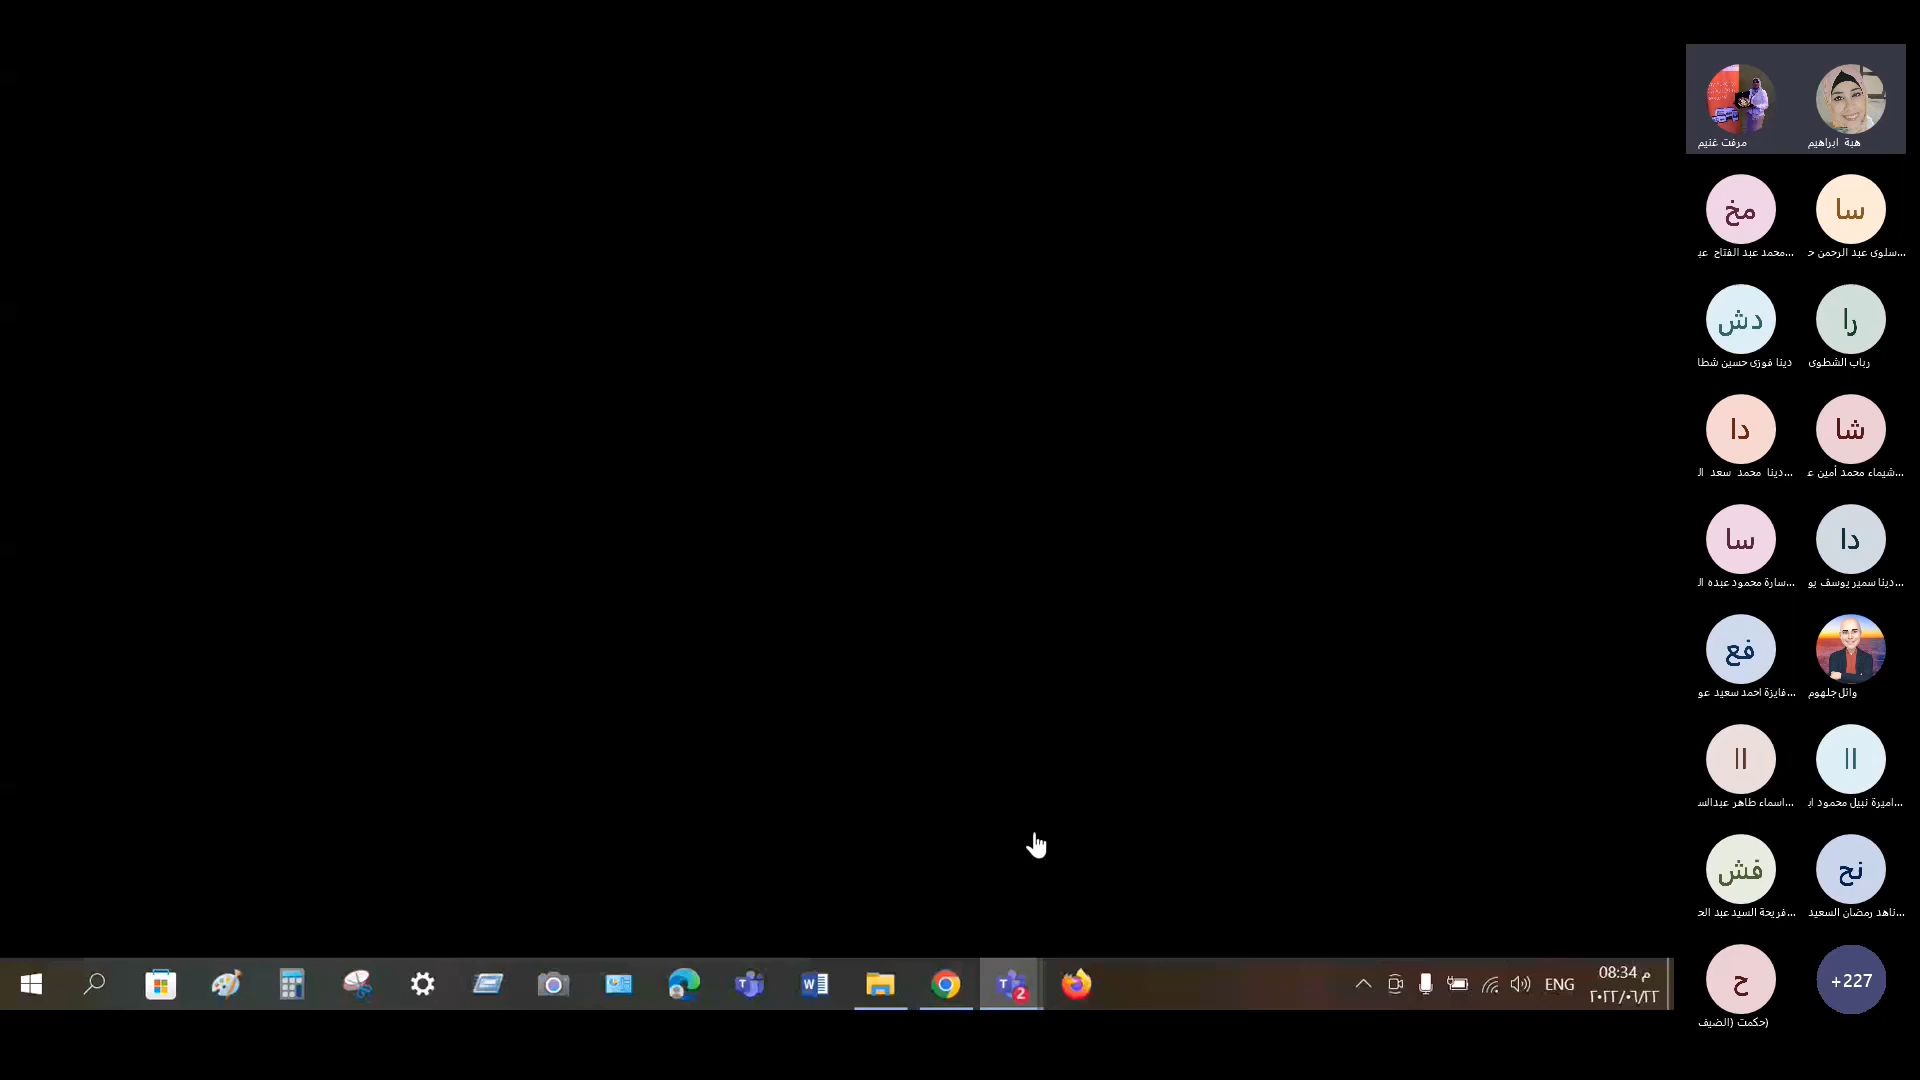 مرفت غنيم
هبة ابراهيم
مخ
سا
محمد عبد الفتاح عب...
سلوى عبد الرحمن ح...
دش
را
دينا فوزى حسين شطا
رباب الشطوى
دا
شا
دينا محمد سعد ال...
شيماء محمد أمين ع...
سا
دا
سارة محمود عبده ال...
دينا سمير يوسف يو...
فع
فايزة احمد سعيد عو...
وائل جلهوم
اا
اا
اسماء طاهر عبدالس...
اميرة نبيل محمود اب...
فش
نح
فريحة السيد عبد الح...
ناهد رمضان السعيد...
ح
+227
حكمت (الضيف)
2
ENG
08:34 م
٢٠٢٢/٠٦/٢٢